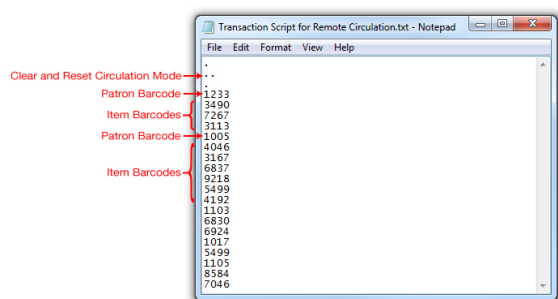 Transaction Script for Remote Circulation.txt - Notepad
File Edit Format View Help
.
Clear and Reset Circulation Mode ..
.
Patron Barcode 1233
3490
Item Barcodes 7267
3113
Patron Barcode 1005
4046
3167
6837
Item Barcodes 9218
5499
4192
1103
6830
6924
1017
5499
1105
8584
7046